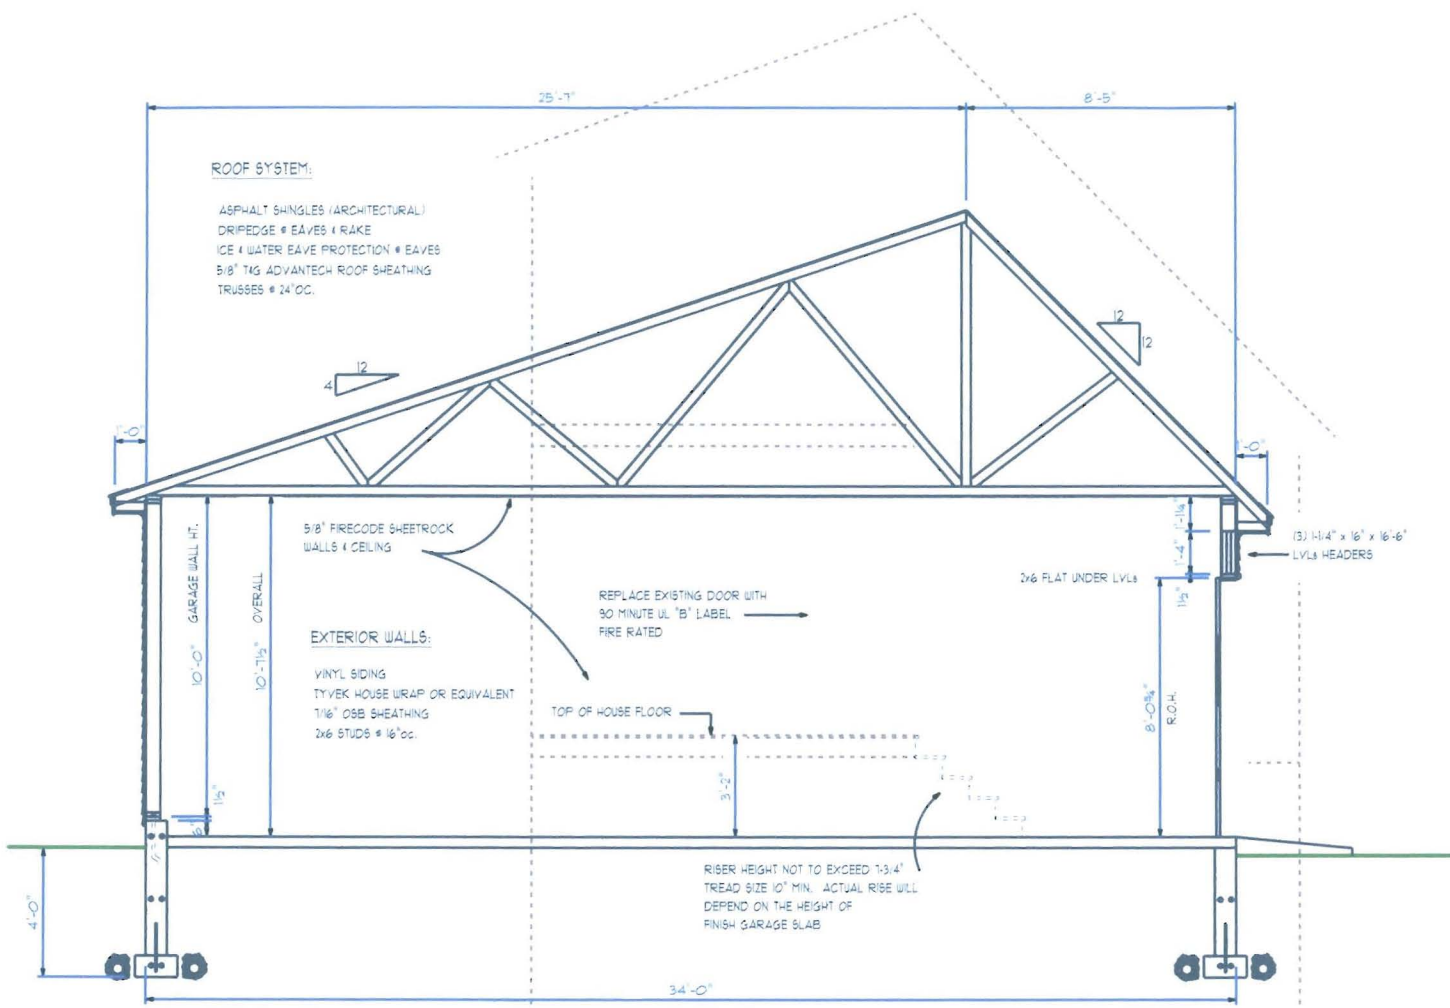 25'-7"
8'-5"
ROOF SYSTEM:
ASPHALT SHINGLES (ARCHITECTURAL)
DRIPEDGE @ EAVES & RAKE
ICE & WATER EAVE PROTECTION @ EAVES
5/8" T&G ADVANTECH ROOF SHEATHING
TRUSSES @ 24"OC.
12
4
12
12
1'-0"
1'-0"
5/8" FIRECODE SHEETROCK
WALLS & CEILING
GARAGE WALL HT.
10'-0"
OVERALL
10'-7½"
1'-1¼"
1'-4"
1½"
(3) 1-1/4" x 16" x 16'-6"
LVLs HEADERS
2x6 FLAT UNDER LVLs
REPLACE EXISTING DOOR WITH
90 MINUTE UL "B" LABEL
FIRE RATED
EXTERIOR WALLS:
VINYL SIDING
TYVEK HOUSE WRAP OR EQUIVALENT
7/16" OSB SHEATHING
2x6 STUDS @ 16"oc.
TOP OF HOUSE FLOOR
8'-0¾"
R.O.H.
3'-2"
1½"
6"
RISER HEIGHT NOT TO EXCEED 7-3/4"
TREAD SIZE 10" MIN. ACTUAL RISE WILL
DEPEND ON THE HEIGHT OF
FINISH GARAGE SLAB
4'-0"
34'-0"